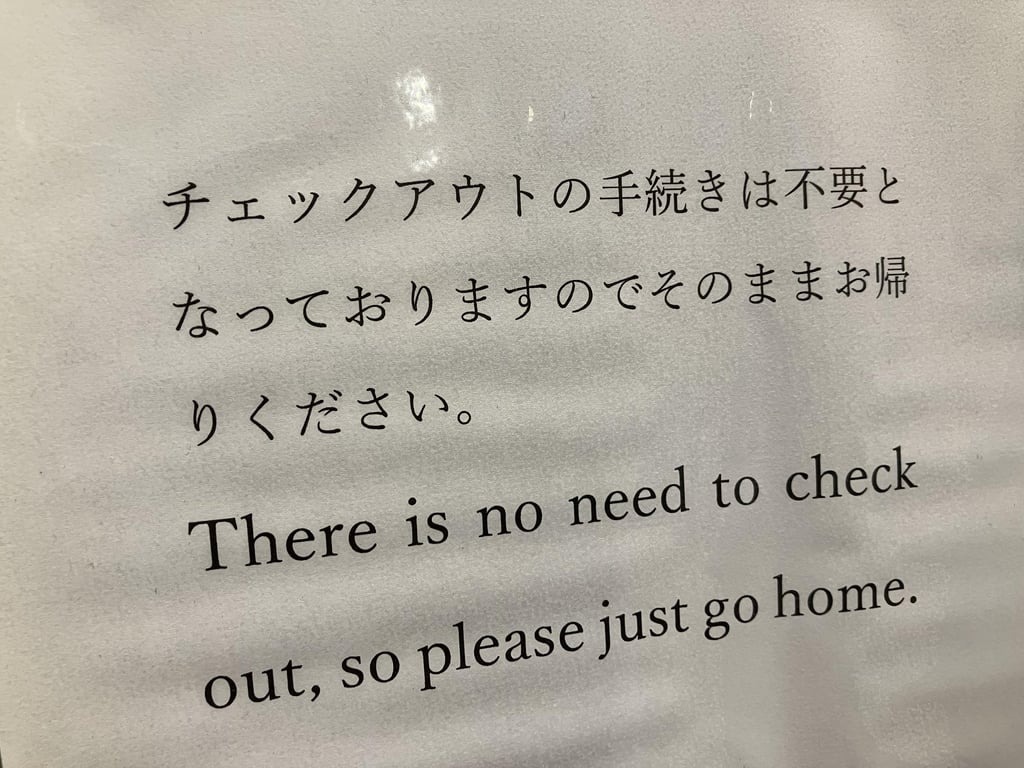 チェックアウトの手続きは不要と
なっておりますのでそのままお帰
りください。
There is no need to check
out, so please just go home.